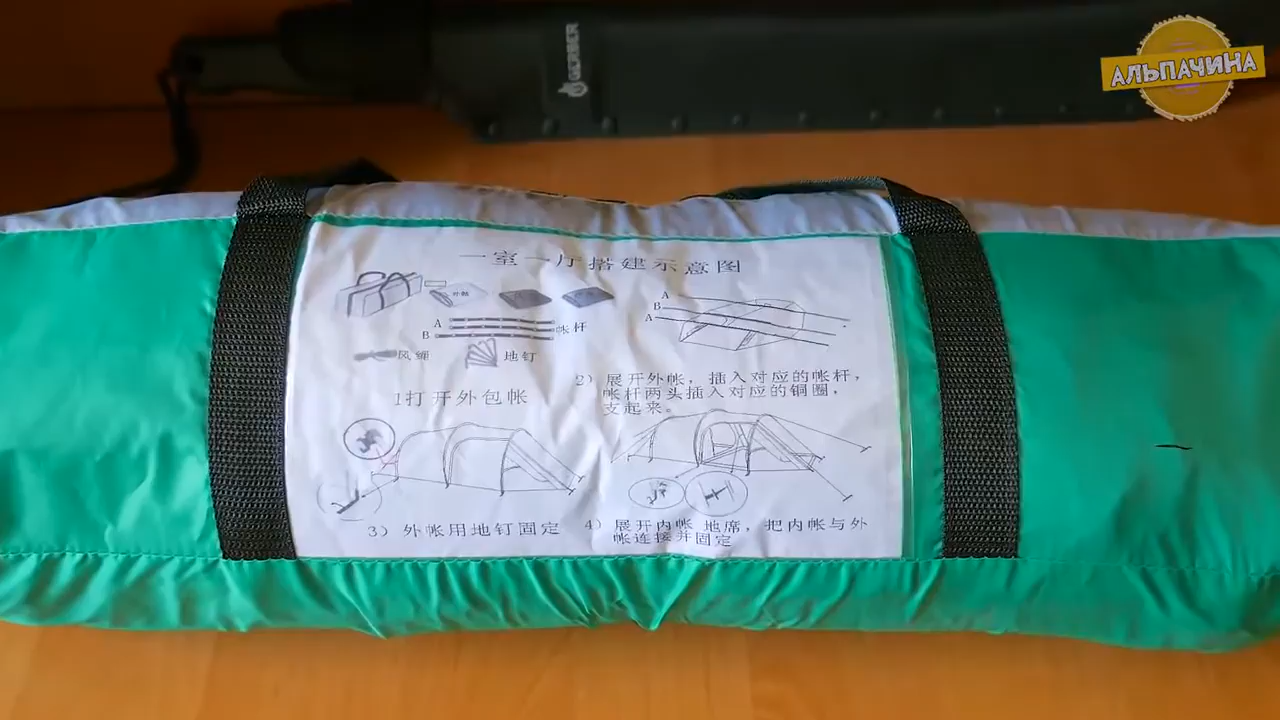 GERBER
АЛЬПАЧИНА
一室一厅搭建示意图
外帐
A
B
帐杆
风绳
地钉
A
B
A
1打开外包帐
2）展开外帐，插入对应的帐杆，
帐杆两头插入对应的铜圈，
支起来。
3）外帐用地钉固定
4）展开内帐 地席，把内帐与外
帐连接并固定